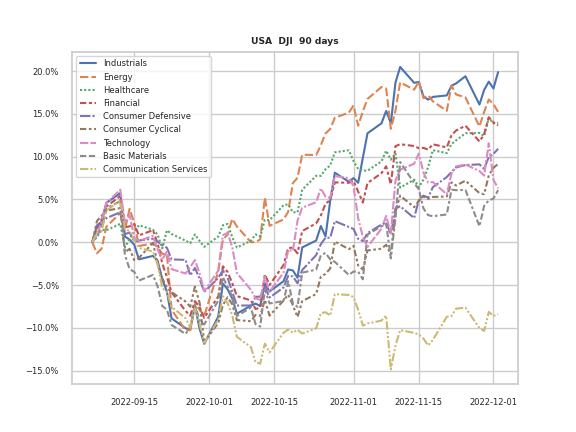 USA  DJI  90 days
Industrials
Energy
Healthcare
Financial
Consumer Defensive
Consumer Cyclical
Technology
Basic Materials
Communication Services
20.0%
15.0%
10.0%
5.0%
0.0%
−5.0%
−10.0%
−15.0%
2022-09-15 2022-10-01 2022-10-15 2022-11-01 2022-11-15 2022-12-01